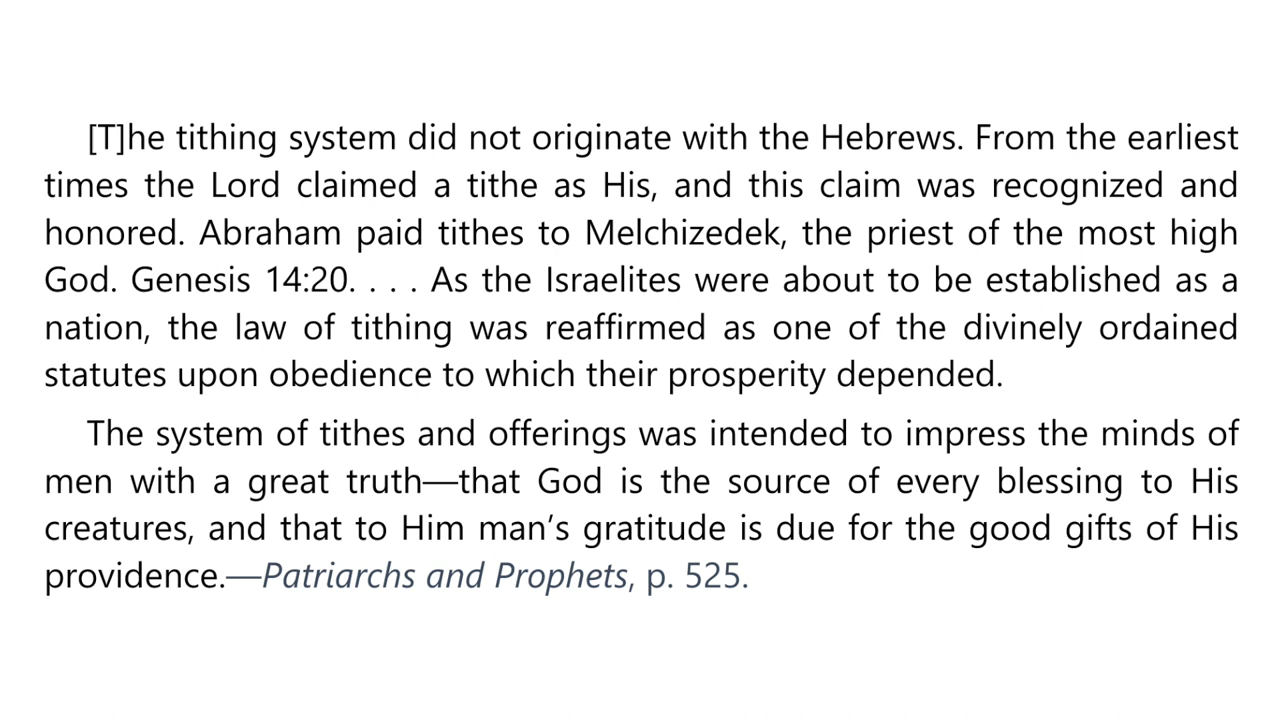 [T]he tithing system did not originate with the Hebrews. From the earliest
times the Lord claimed a tithe as His, and this claim was recognized and
honored. Abraham paid tithes to Melchizedek, the priest of the most high
God. Genesis 14:20. . . . As the Israelites were about to be established as a
nation, the law of tithing was reaffirmed as one of the divinely ordained
statutes upon obedience to which their prosperity depended.
The system of tithes and offerings was intended to impress the minds of
men with a great truth—that God is the source of every blessing to His
creatures, and that to Him man’s gratitude is due for the good gifts of His
providence.—Patriarchs and Prophets, p. 525.